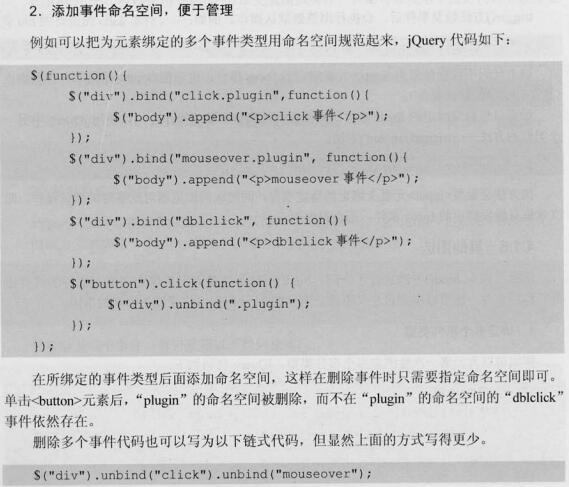 2. 添加事件命名空间，便于管理
例如可以把为元素绑定的多个事件类型用命名空间规范起来，jQuery 代码如下：
$(function(){
$("div").bind("click.plugin",function(){
$("body").append("<p>click 事件</p>");
});
$("div").bind("mouseover.plugin", function(){
$("body").append("<p>mouseover 事件</p>");
});
$("div").bind("dblclick", function(){
$("body").append("<p>dblclick 事件</p>");
});
$("button").click(function() {
$("div").unbind(".plugin");
});
});
在所绑定的事件类型后面添加命名空间，这样在删除事件时只需要指定命名空间即可。
单击<button>元素后，“plugin”的命名空间被删除，而不在“plugin”的命名空间的“dblclick”
事件依然存在。
删除多个事件代码也可以写为以下链式代码，但显然上面的方式写得更少。
$("div").unbind("click").unbind("mouseover");